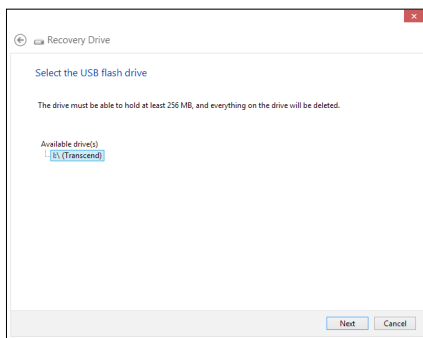 Recovery Drive
Select the USB flash drive
The drive must be able to hold at least 256 MB, and everything on the drive will be deleted.
Available drive(s)
I:\ (Transcend)
Next Cancel